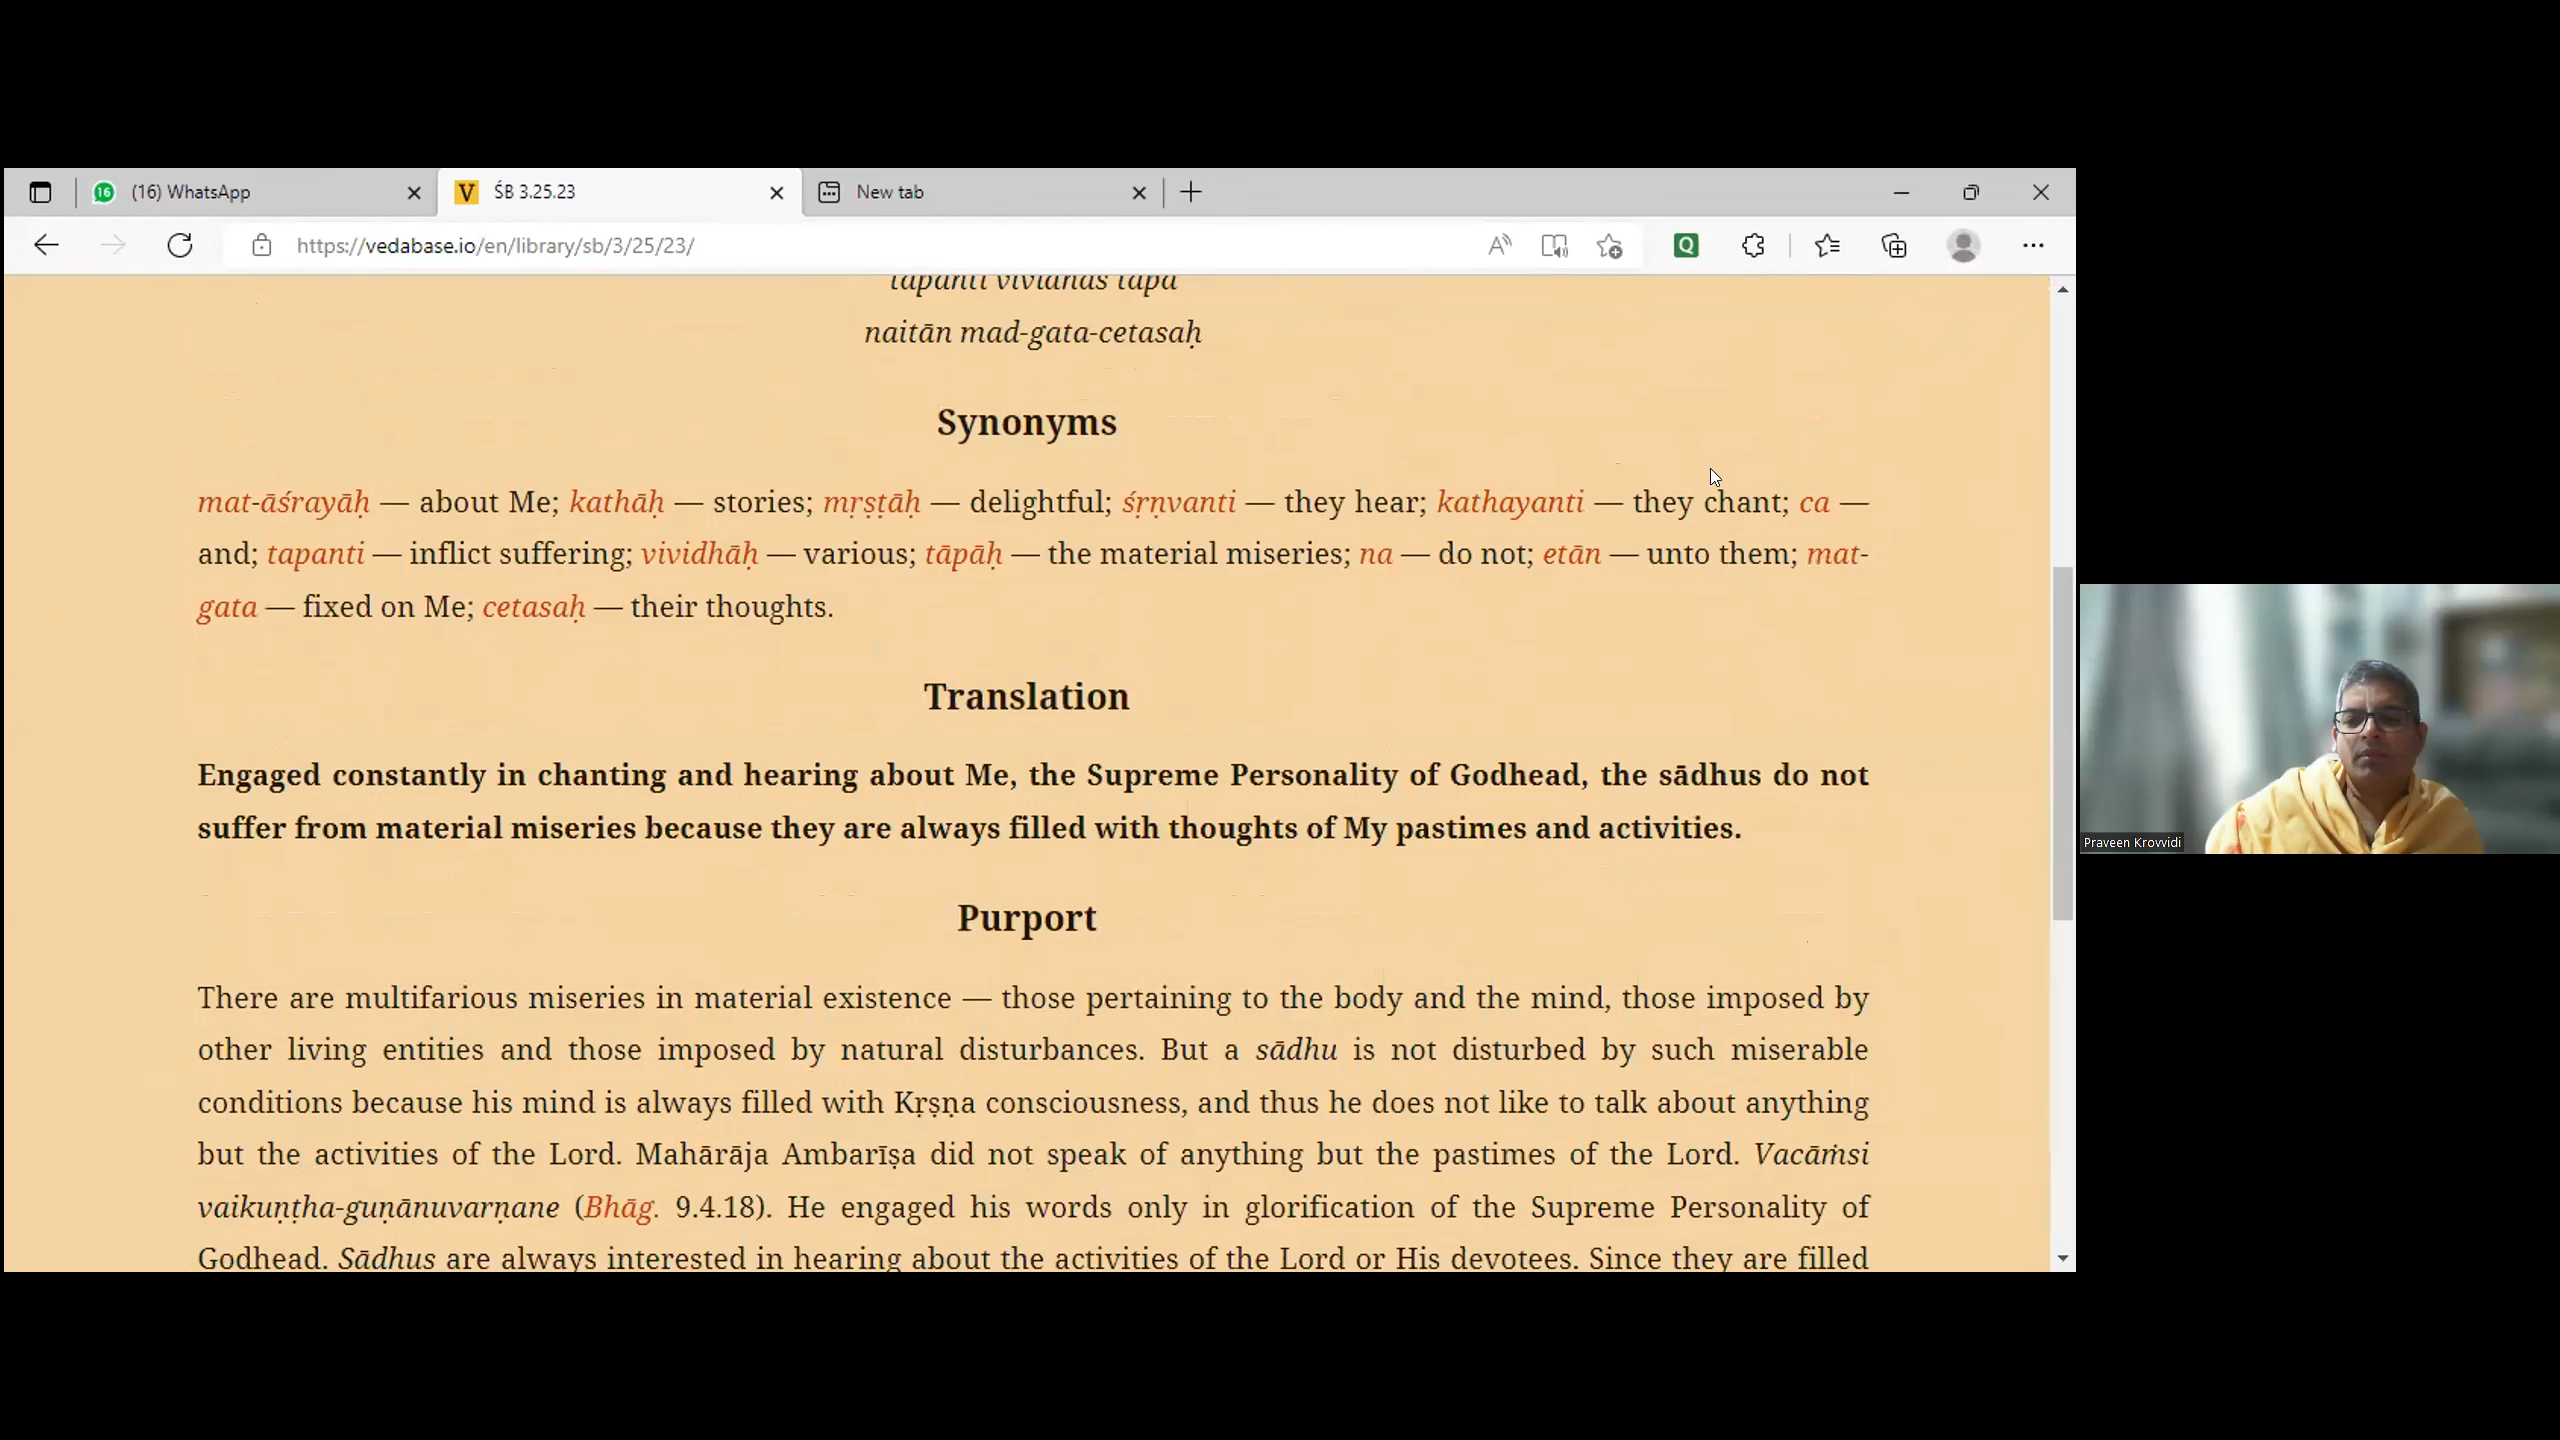 16 (16) WhatsApp
V ŚB 3.25.23
New tab
https://vedabase.io/en/library/sb/3/25/23/
Q
tapanti vividhās tāpā
naitān mad-gata-cetasaḥ
Synonyms
mat-āśrayāḥ — about Me; kathāḥ — stories; mṛṣṭāḥ — delightful; śṛṇvanti — they hear; kathayanti — they chant; ca —
and; tapanti — inflict suffering; vividhāḥ — various; tāpāḥ — the material miseries; na — do not; etān — unto them; mat-
gata — fixed on Me; cetasaḥ — their thoughts.
Translation
Engaged constantly in chanting and hearing about Me, the Supreme Personality of Godhead, the sādhus do not
suffer from material miseries because they are always filled with thoughts of My pastimes and activities.
Purport
There are multifarious miseries in material existence — those pertaining to the body and the mind, those imposed by
other living entities and those imposed by natural disturbances. But a sādhu is not disturbed by such miserable
conditions because his mind is always filled with Kṛṣṇa consciousness, and thus he does not like to talk about anything
but the activities of the Lord. Mahārāja Ambarīṣa did not speak of anything but the pastimes of the Lord. Vacāṁsi
vaikuṇṭha-guṇānuvarṇane (Bhāg. 9.4.18). He engaged his words only in glorification of the Supreme Personality of
Godhead. Sādhus are always interested in hearing about the activities of the Lord or His devotees. Since they are filled
Praveen Krovvidi